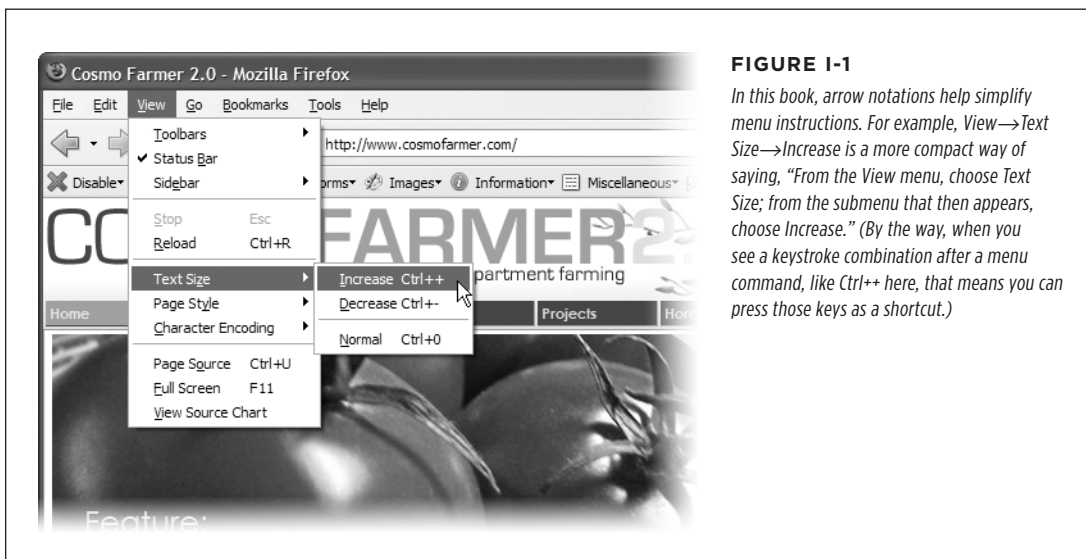 Cosmo Farmer 2.0 - Mozilla Firefox
File Edit View Go Bookmarks Tools Help
Toolbars
http://www.cosmofarmer.com/
Status Bar
Disable
Sidebar
Images Information Miscellaneous
Stop Esc
FARMER2
Reload Ctrl+R
Text Size
Increase Ctrl++
partment farming
Page Style
Decrease Ctrl+-
Home
Projects
Character Encoding
Normal Ctrl+0
Page Source Ctrl+U
Full Screen F11
View Source Chart
Feature:
FIGURE I-1
In this book, arrow notations help simplify
menu instructions. For example, View→Text
Size→Increase is a more compact way of
saying, “From the View menu, choose Text
Size; from the submenu that then appears,
choose Increase.” (By the way, when you
see a keystroke combination after a menu
command, like Ctrl++ here, that means you can
press those keys as a shortcut.)